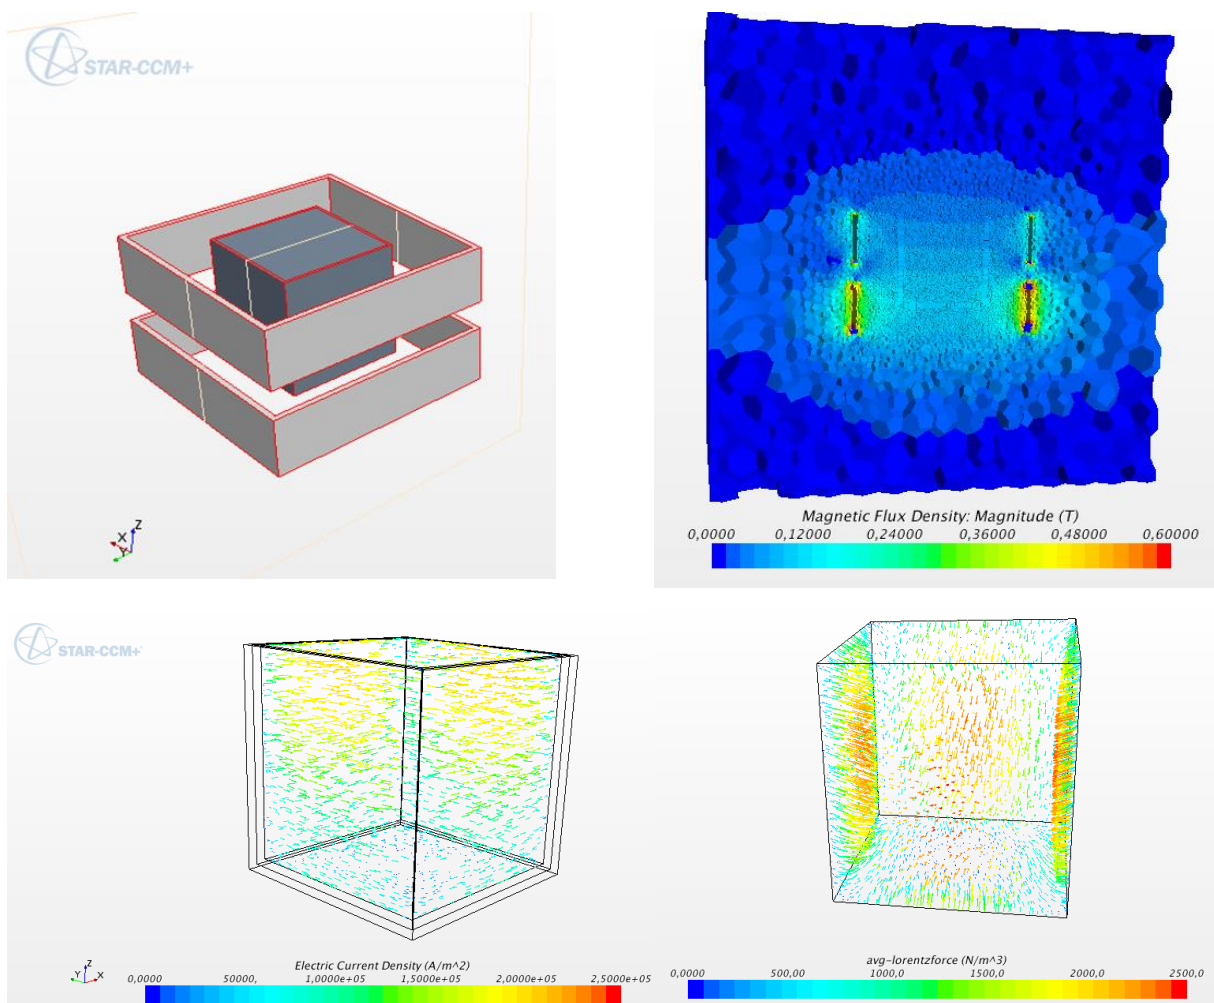 STAR-CCM+
Z
X
Y
Magnetic Flux Density: Magnitude (T)
0,0000 0,12000 0,24000 0,36000 0,48000 0,60000
STAR-CCM+
Z
Y X
Electric Current Density (A/m^2)
0,0000 50000, 1,0000e+05 1,5000e+05 2,0000e+05 2,5000e+05
avg-lorentzforce (N/m^3)
0,0000 500,0 1000,0 1500,0 2000,0 2500,0